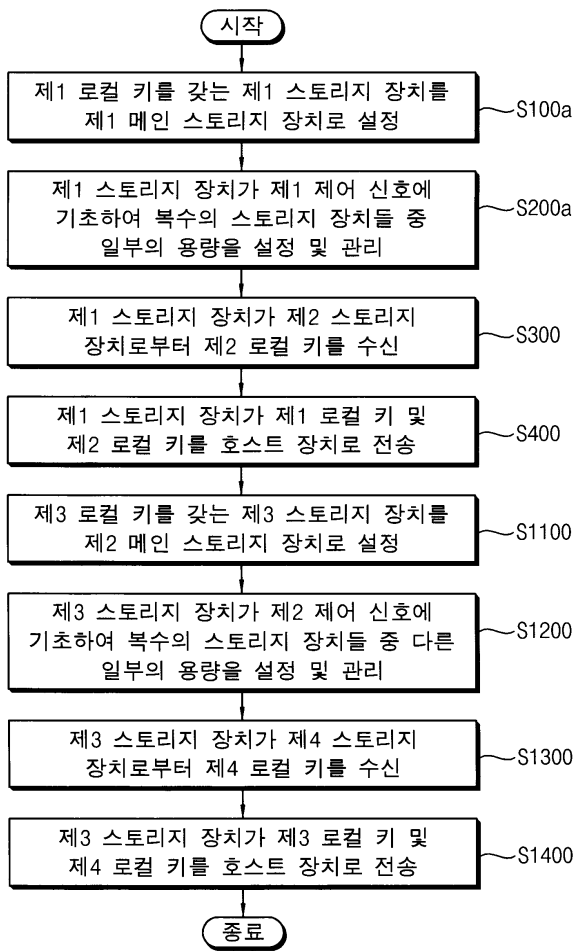 시작
제1 로컬 키를 갖는 제1 스토리지 장치를
제1 메인 스토리지 장치로 설정
S100a
제1 스토리지 장치가 제1 제어 신호에
기초하여 복수의 스토리지 장치들 중
일부의 용량을 설정 및 관리
S200a
제1 스토리지 장치가 제2 스토리지
장치로부터 제2 로컬 키를 수신
S300
제1 스토리지 장치가 제1 로컬 키 및
제2 로컬 키를 호스트 장치로 전송
S400
제3 로컬 키를 갖는 제3 스토리지 장치를
제2 메인 스토리지 장치로 설정
S1100
제3 스토리지 장치가 제2 제어 신호에
기초하여 복수의 스토리지 장치들 중 다른
일부의 용량을 설정 및 관리
S1200
제3 스토리지 장치가 제4 스토리지
장치로부터 제4 로컬 키를 수신
S1300
제3 스토리지 장치가 제3 로컬 키 및
제4 로컬 키를 호스트 장치로 전송
S1400
종료